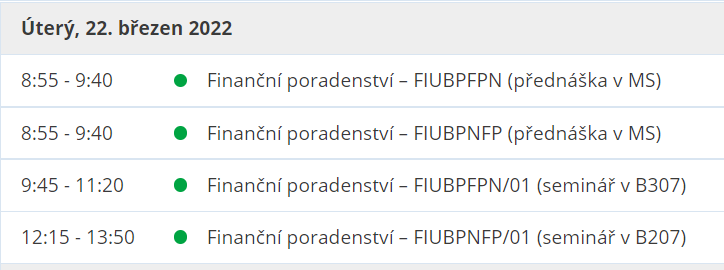 Úterý, 22. březen 2022
8:55 - 9:40 Finanční poradenství – FIUBPFPN (přednáška v MS)
8:55 - 9:40 Finanční poradenství – FIUBPNFP (přednáška v MS)
9:45 - 11:20 Finanční poradenství – FIUBPFPN/01 (seminář v B307)
12:15 - 13:50 Finanční poradenství – FIUBPNFP/01 (seminář v B207)